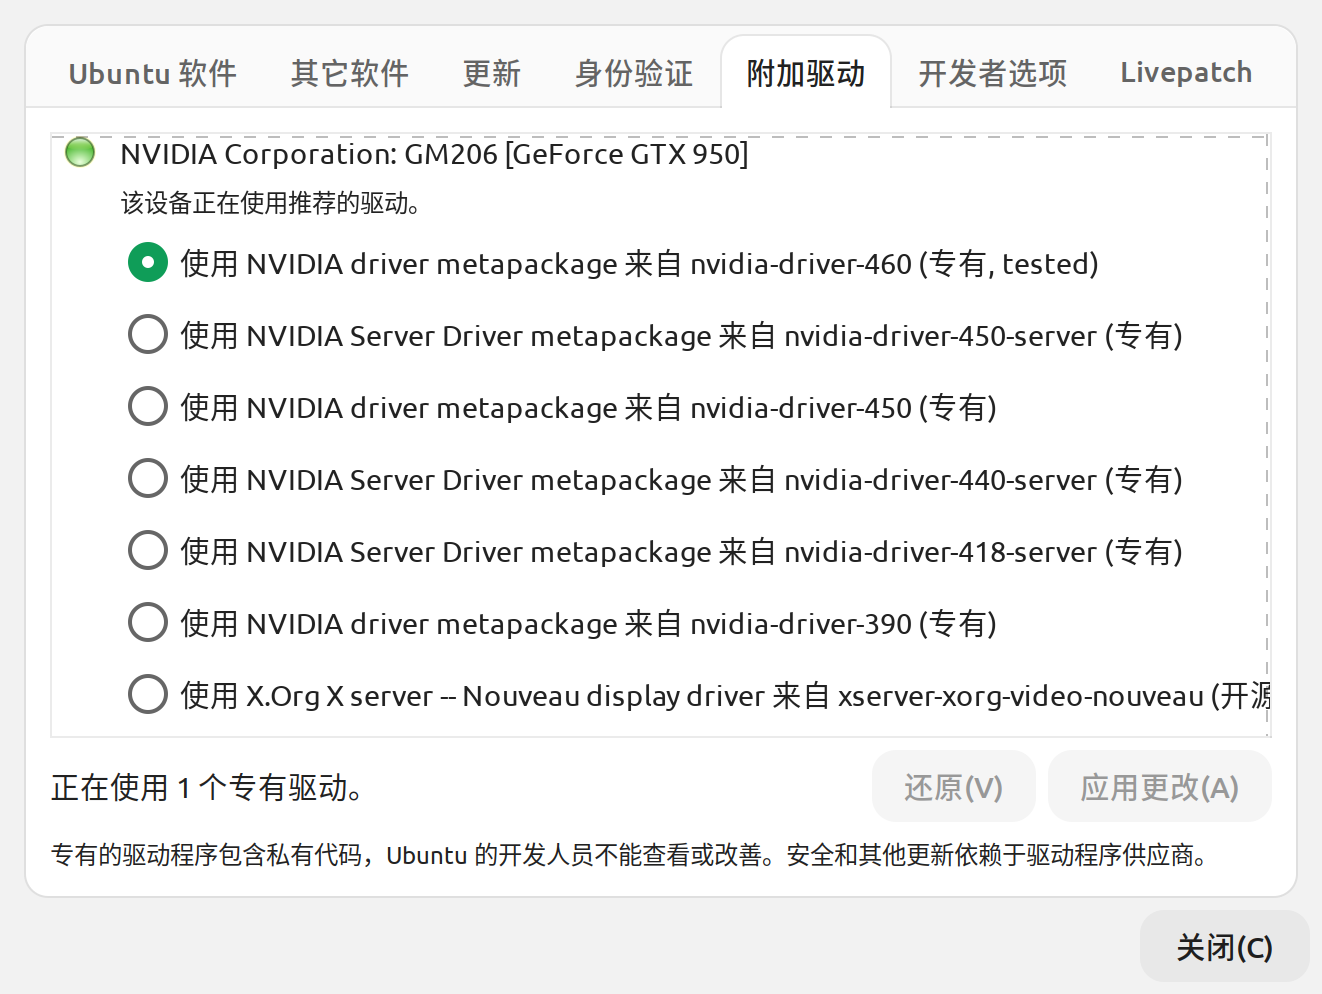 Ubuntu 软件 其它软件 更新 身份验证 附加驱动 开发者选项 Livepatch
NVIDIA Corporation: GM206 [GeForce GTX 950]
该设备正在使用推荐的驱动。
使用 NVIDIA driver metapackage 来自 nvidia-driver-460 (专有, tested)
使用 NVIDIA Server Driver metapackage 来自 nvidia-driver-450-server (专有)
使用 NVIDIA driver metapackage 来自 nvidia-driver-450 (专有)
使用 NVIDIA Server Driver metapackage 来自 nvidia-driver-440-server (专有)
使用 NVIDIA Server Driver metapackage 来自 nvidia-driver-418-server (专有)
使用 NVIDIA driver metapackage 来自 nvidia-driver-390 (专有)
使用 X.Org X server -- Nouveau display driver 来自 xserver-xorg-video-nouveau (开源
正在使用 1 个专有驱动。 还原(V) 应用更改(A)
专有的驱动程序包含私有代码，Ubuntu 的开发人员不能查看或改善。安全和其他更新依赖于驱动程序供应商。
关闭(C)